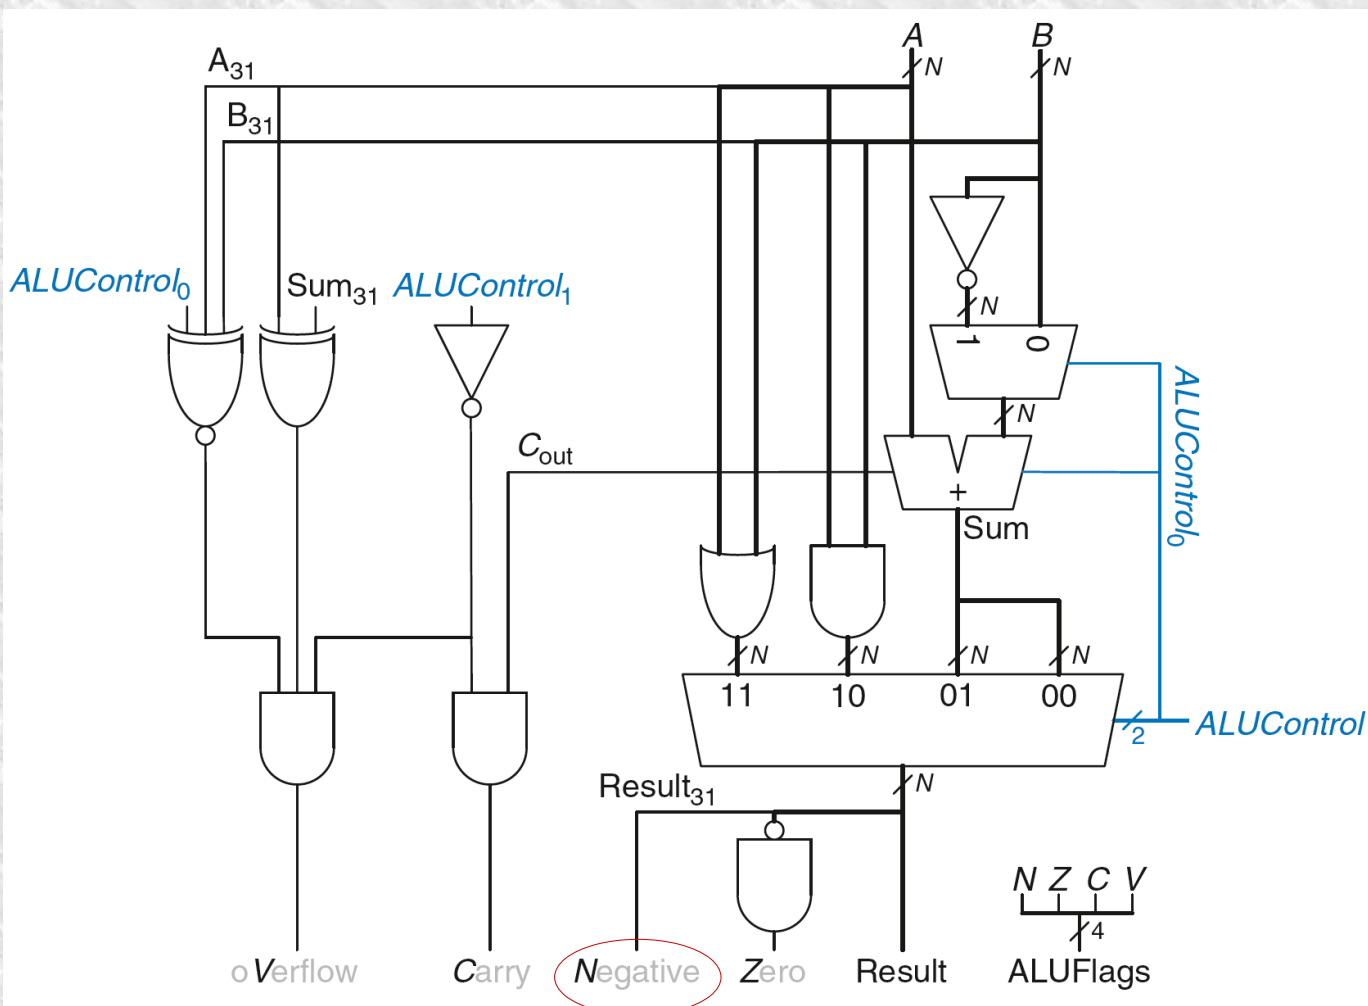 A B
A31 N N
B31
ALUControl0 Sum31 ALUControl1
N
1 0
ALUControl0
N
Cout
+
Sum
N N N N
11 10 01 00
ALUControl
2
Result31 N
N Z C V
4
oVerflow Carry Negative Zero Result ALUFlags